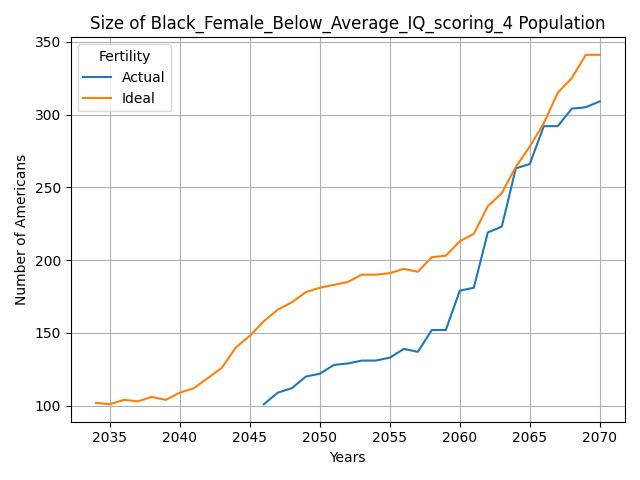 Size of Black_Female_Below_Average_IQ_scoring_4 Population
350
300
250
200
150
100
Number of Americans
Fertility
Actual
Ideal
2035 2040 2045 2050 2055 2060 2065 2070
Years